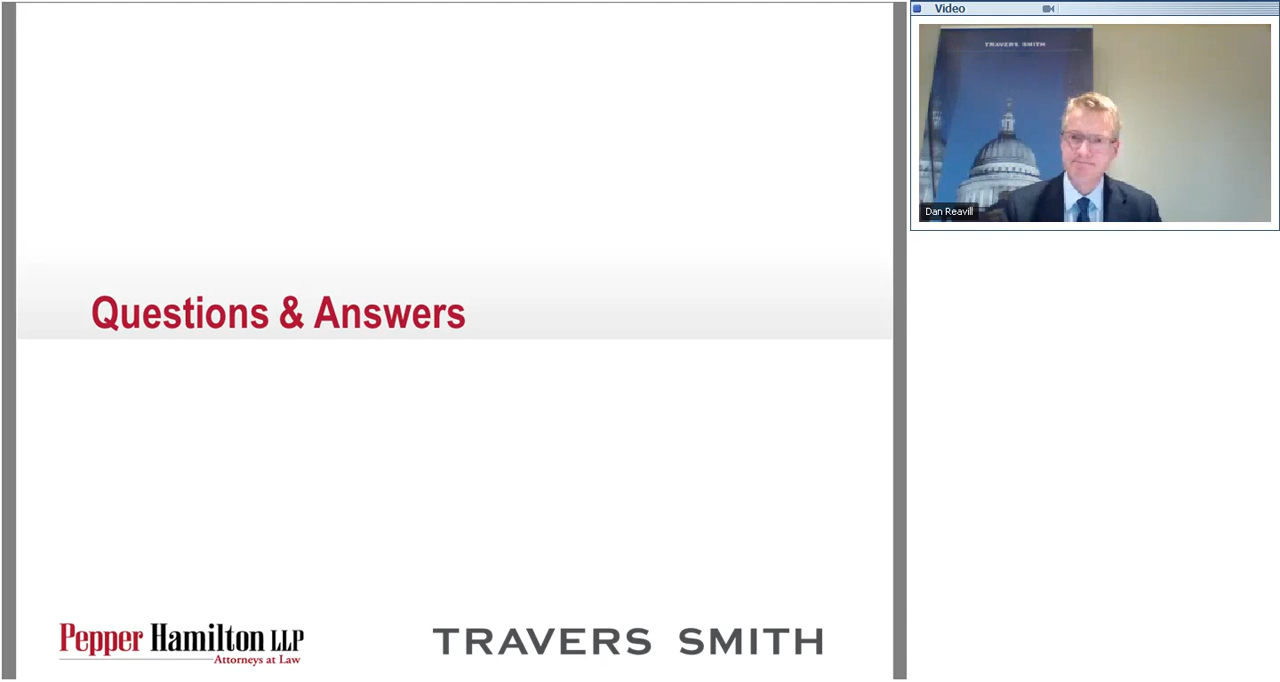 Questions & Answers
Pepper Hamilton LLP
Attorneys at Law
TRAVERS SMITH
Video
TRAVERS SMITH
Dan Reavill